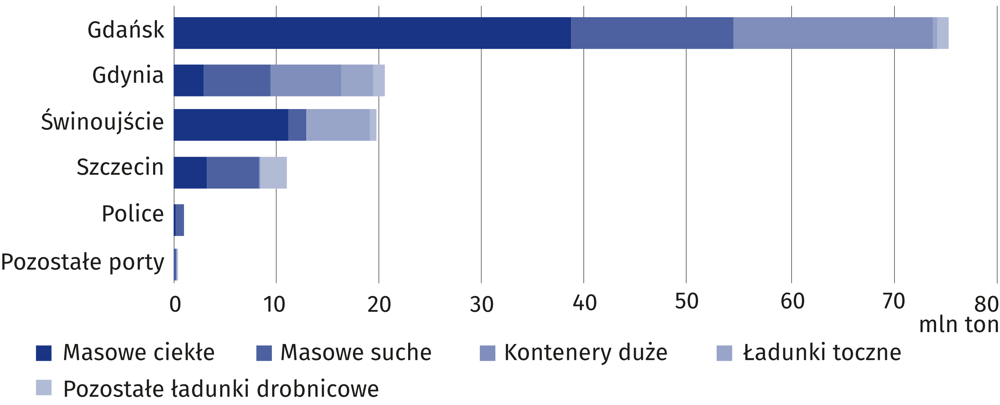 Gdańsk
Gdynia
Świnoujście
Szczecin
Police
Pozostałe porty
0 10 20 30 40 50 60 70 80
mln ton
Masowe ciekłe Masowe suche Kontenery duże Ładunki toczne
Pozostałe ładunki drobnicowe